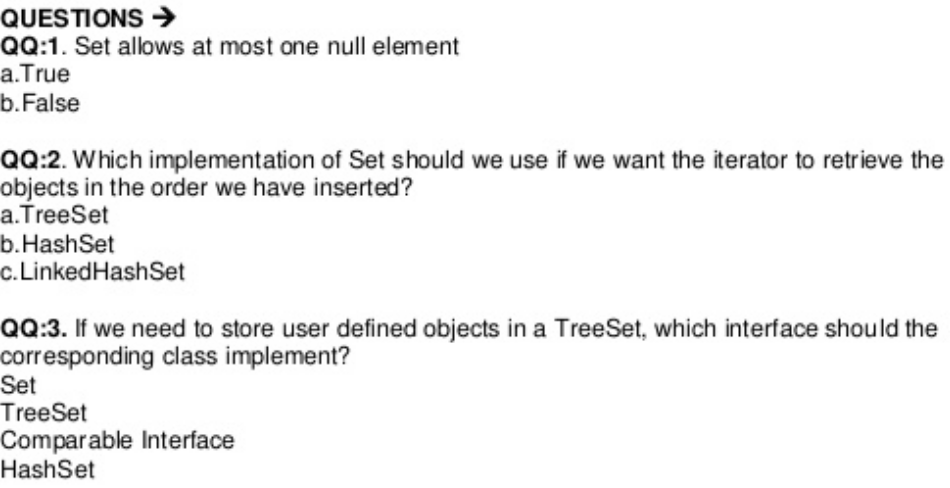 QUESTIONS →
QQ:1. Set allows at most one null element
a.True
b.False
QQ:2. Which implementation of Set should we use if we want the iterator to retrieve the
objects in the order we have inserted?
a.TreeSet
b.HashSet
c.LinkedHashSet
QQ:3. If we need to store user defined objects in a TreeSet, which interface should the
corresponding class implement?
Set
TreeSet
Comparable Interface
HashSet